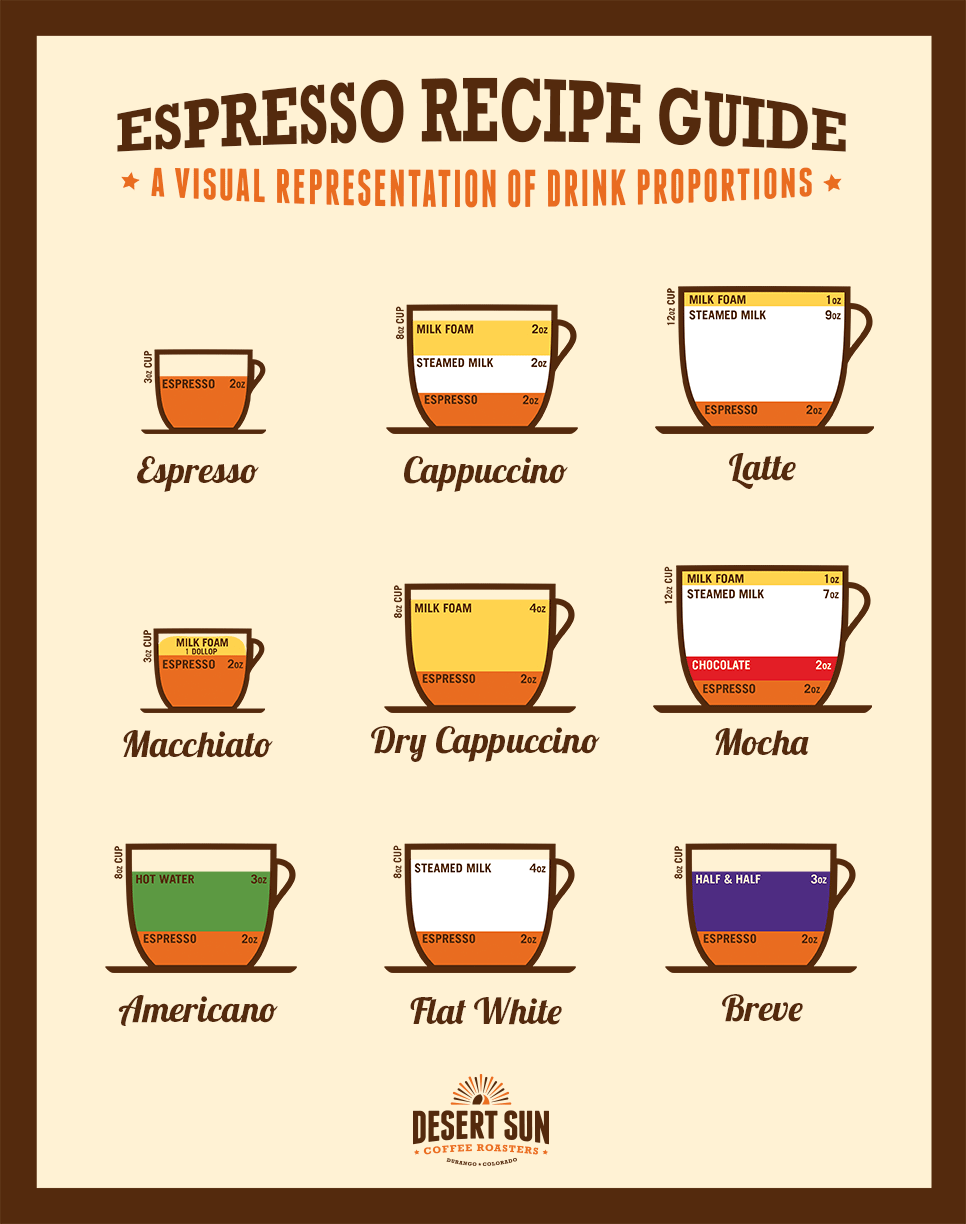 ESPRESSO RECIPE GUIDE
A VISUAL REPRESENTATION OF DRINK PROPORTIONS
3OZ CUP
ESPRESSO 2OZ
Espresso
8OZ CUP
MILK FOAM 2OZ
STEAMED MILK 2OZ
ESPRESSO 2OZ
Cappuccino
12OZ CUP
MILK FOAM 1OZ
STEAMED MILK 9OZ
ESPRESSO 2OZ
Latte
3OZ CUP
MILK FOAM
1 DOLLOP
ESPRESSO 2OZ
Macchiato
8OZ CUP
MILK FOAM 4OZ
ESPRESSO 2OZ
Dry Cappuccino
12OZ CUP
MILK FOAM 1OZ
STEAMED MILK 7OZ
CHOCOLATE 2OZ
ESPRESSO 2OZ
Mocha
8OZ CUP
HOT WATER 3OZ
ESPRESSO 2OZ
Americano
8OZ CUP
STEAMED MILK 4OZ
ESPRESSO 2OZ
Flat White
8OZ CUP
HALF & HALF 3OZ
ESPRESSO 2OZ
Breve
DESERT SUN
COFFEE ROASTERS
DURANGO • COLORADO